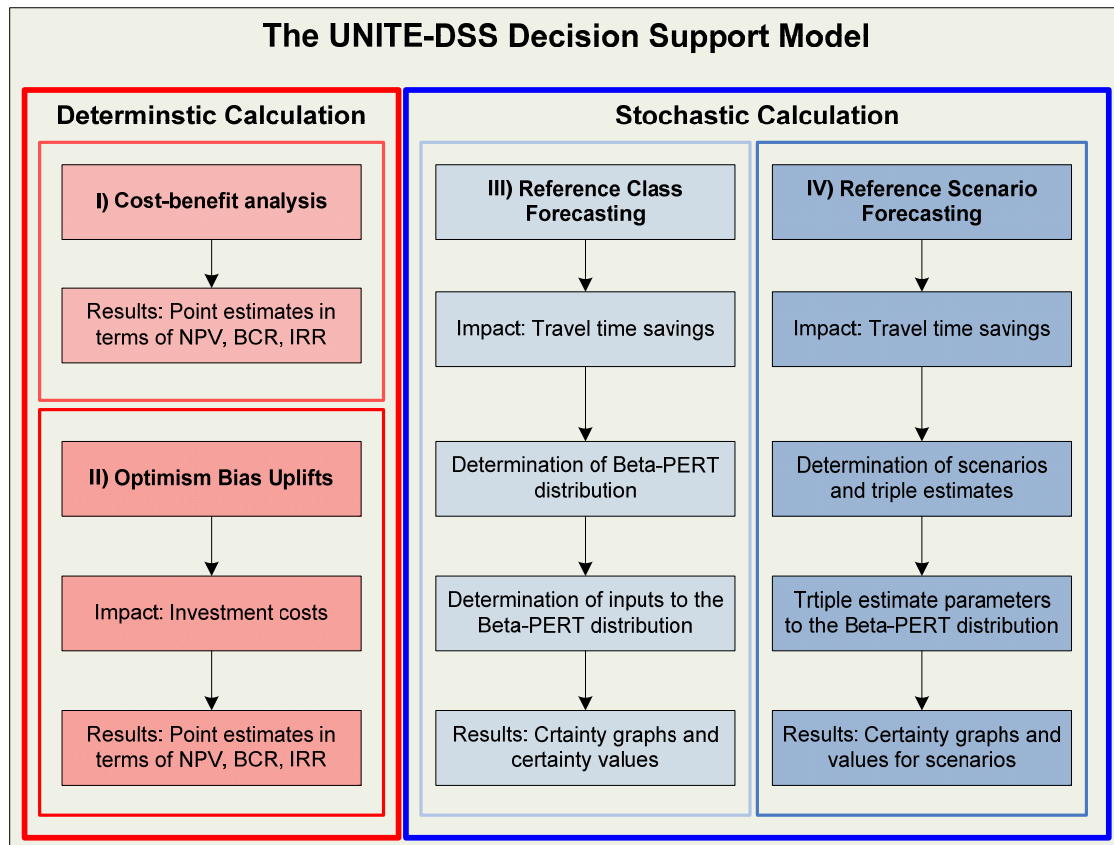 The UNITE-DSS Decision Support Model
Determinstic Calculation
I) Cost-benefit analysis
Results: Point estimates in
terms of NPV, BCR, IRR
II) Optimism Bias Uplifts
Impact: Investment costs
Results: Point estimates in
terms of NPV, BCR, IRR
Stochastic Calculation
III) Reference Class
Forecasting
Impact: Travel time savings
Determination of Beta-PERT
distribution
Determination of inputs to the
Beta-PERT distribution
Results: Crtainty graphs and
certainty values
IV) Reference Scenario
Forecasting
Impact: Travel time savings
Determination of scenarios
and triple estimates
Trtiple estimate parameters
to the Beta-PERT distribution
Results: Certainty graphs and
values for scenarios